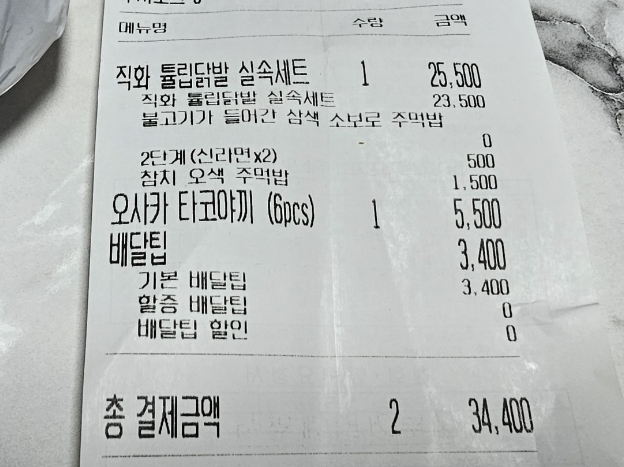 메뉴명 수량 금액
직화 튤립닭발 실속세트 1 25,500
직화 튤립닭발 실속세트 23,500
불고기가 들어간 삼색 소보로 주먹밥
- 0
2단계(신라면x2) 500
참치 오색 주먹밥 1,500
오사카 타코야끼 (6pcs) 1 5,500
배달팁 3,400
기본 배달팁 3,400
할증 배달팁 0
배달팁 할인 0
총 결제금액 2 34,400